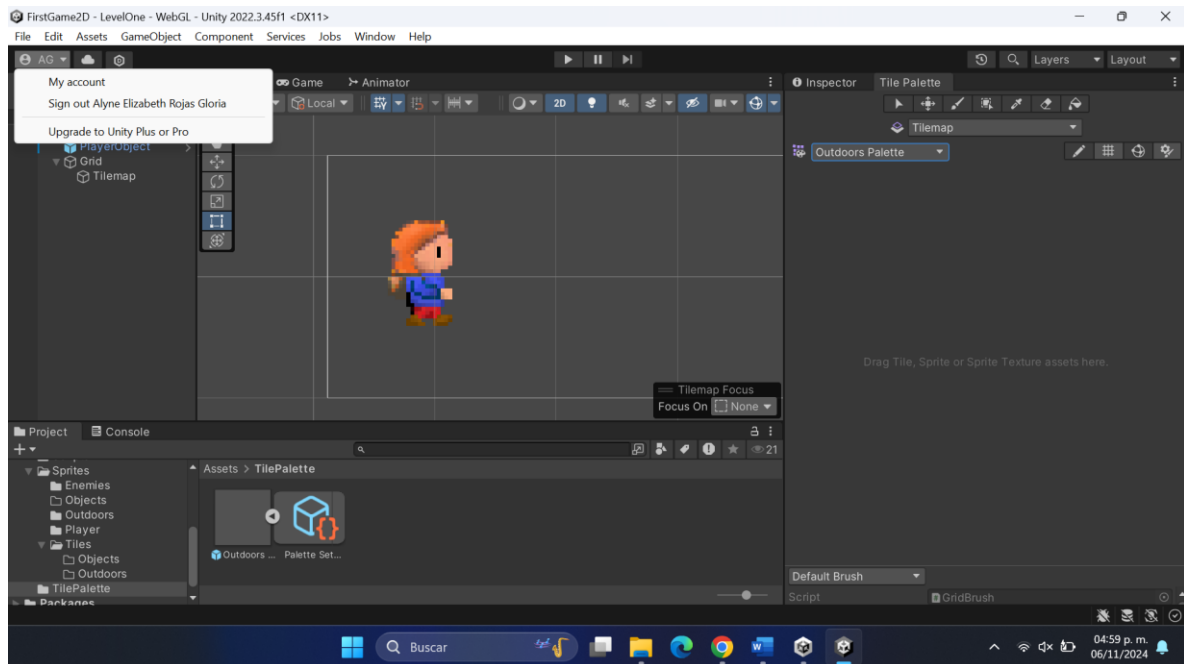 FirstGame2D - LevelOne - WebGL - Unity 2022.3.45f1 <DX11>
File Edit Assets GameObject Component Services Jobs Window Help
AG
Layers Layout
My account
Sign out Alyne Elizabeth Rojas Gloria
Upgrade to Unity Plus or Pro
Game Animator
Inspector Tile Palette
Local 2D
Tilemap
PlayerObject
Outdoors Palette
Grid
Tilemap
Drag Tile, Sprite or Sprite Texture assets here.
Tilemap Focus
Focus On None
Project Console
21
Sprites
Assets > TilePalette
Enemies
Objects
Outdoors
Player
Tiles
Outdoors ... Palette Set...
Objects
Outdoors
Default Brush
TilePalette
Script GridBrush
Packages
Buscar
04:59 p. m.
06/11/2024